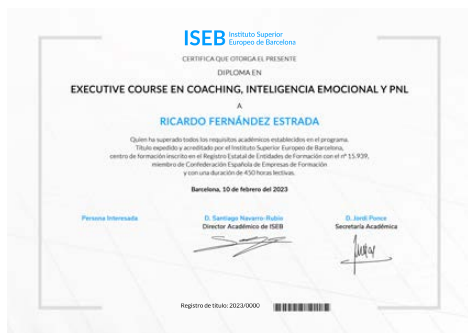 ISEB Instituto Superior
Europeo de Barcelona
CERTIFICA QUE OTORGA EL PRESENTE
DIPLOMA EN
EXECUTIVE COURSE EN COACHING, INTELIGENCIA EMOCIONAL Y PNL
A
RICARDO FERNÁNDEZ ESTRADA
Quien ha superado todos los requisitos académicos establecidos en el programa.
Título expedido y acreditado por el Instituto Superior Europeo de Barcelona,
centro de formación inscrito en el Registro Estatal de Entidades de Formación con el nº 15.939,
miembro de Confederación Española de Empresas de Formación
y con una duración de 450 horas lectivas.
Barcelona, 10 de febrero del 2023
Persona Interesada
D. Santiago Navarro-Rubio
Director Académico de ISEB
D. Jordi Ponce
Secretaría Académica
Registro de título: 2023/0000